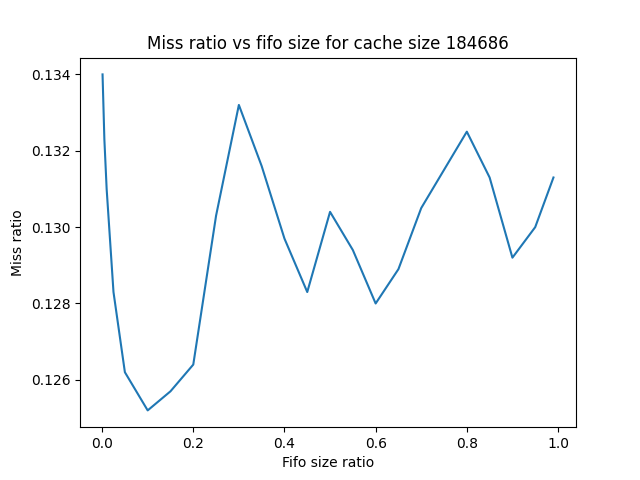 Miss ratio vs fifo size for cache size 184686
0.134
0.132
0.130
0.128
0.126
Miss ratio
0.0 0.2 0.4 0.6 0.8 1.0
Fifo size ratio